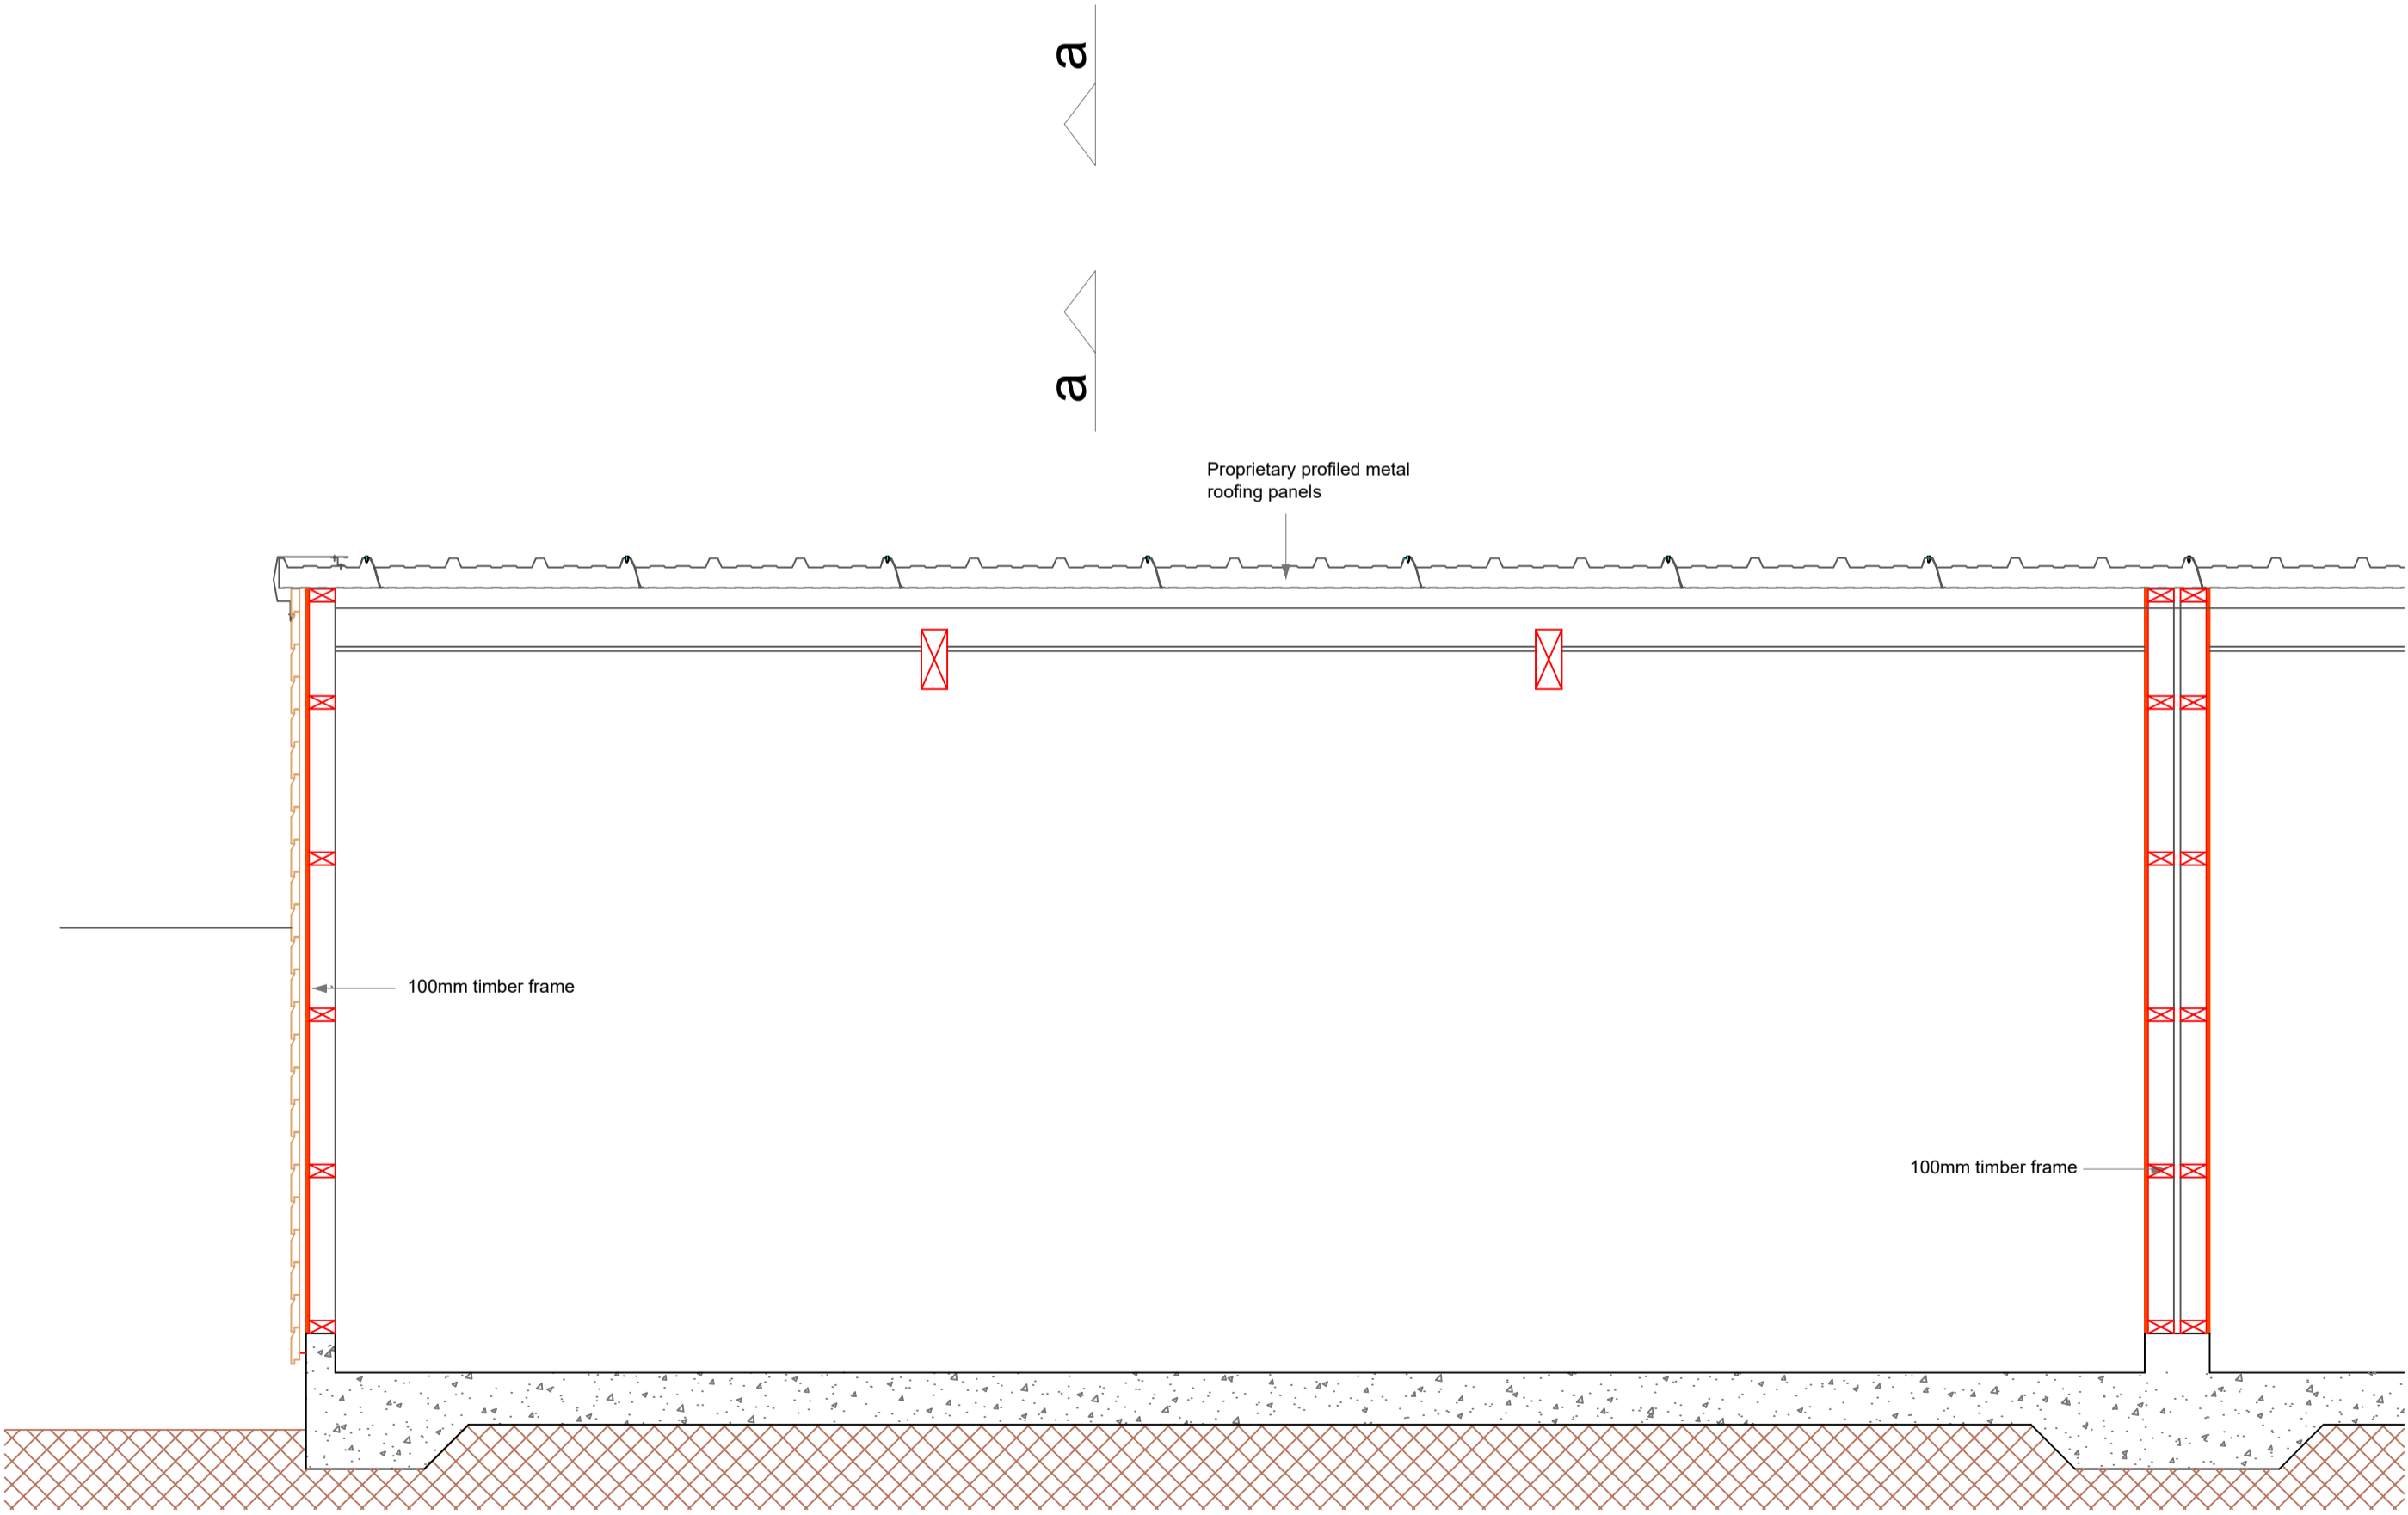 a
a
Proprietary profiled metal
roofing panels
100mm timber frame
100mm timber frame